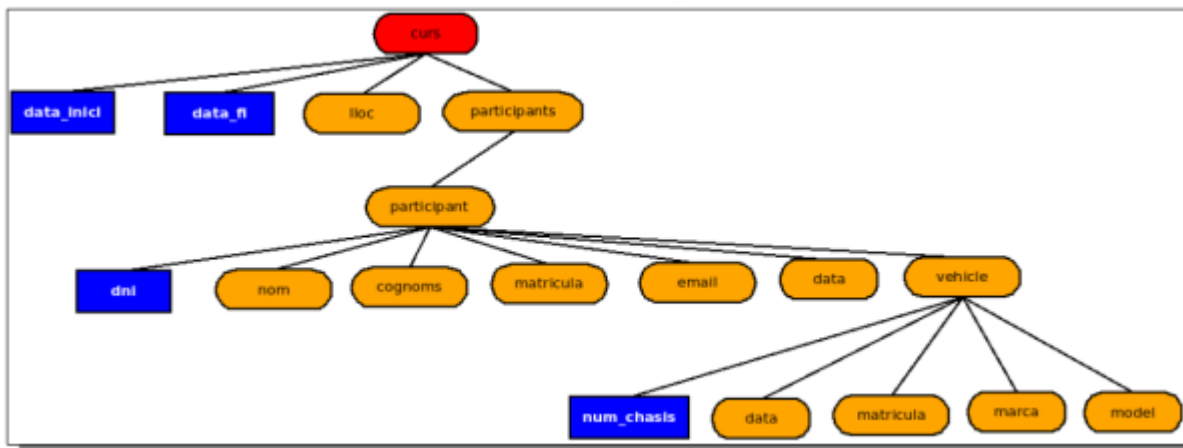 curs
data_inici
data_fi
lloc
participants
participant
dni
nom
cognoms
matricula
email
data
vehicle
num_chasis
data
matricula
marca
model